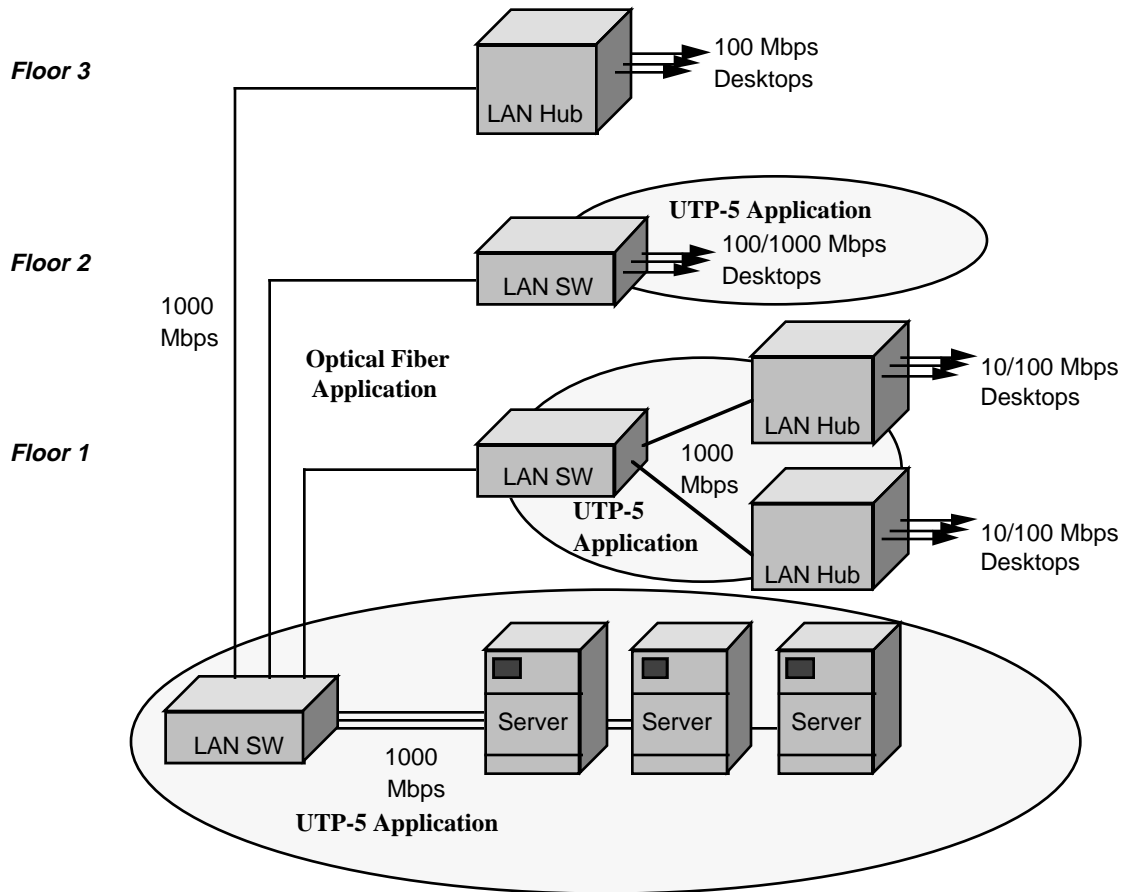 Floor 3
LAN Hub
100 Mbps
Desktops
UTP-5 Application
Floor 2
LAN SW
100/1000 Mbps
Desktops
1000
Mbps
Optical Fiber
Application
Floor 1
LAN SW
1000
Mbps
UTP-5
Application
LAN Hub
10/100 Mbps
Desktops
LAN Hub
10/100 Mbps
Desktops
LAN SW
1000
Mbps
Server
Server
Server
UTP-5 Application